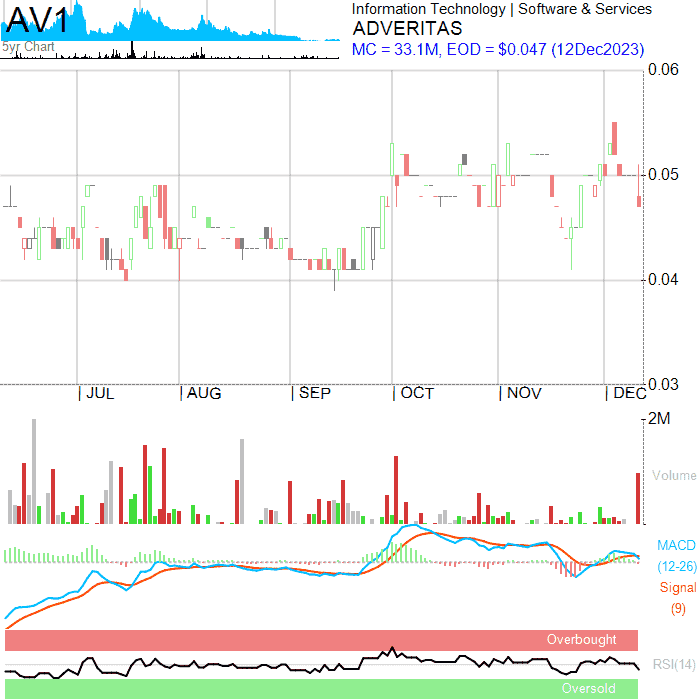 AV1
5yr Chart
Information Technology | Software & Services
ADVERITAS
MC = 33.1M, EOD = $0.047 (12Dec2023)
0.06
0.05
0.04
0.03
| JUL | AUG | SEP | OCT | NOV | DEC
2M
Volume
MACD
(12-26)
Signal
(9)
Overbought
RSI(14)
Oversold